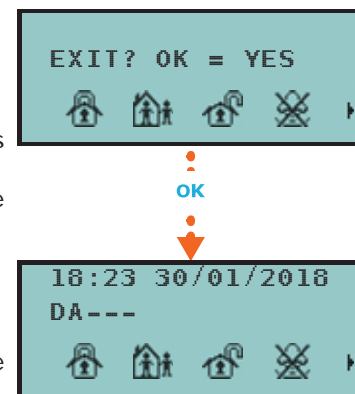 EXIT? OK = YES
s
e
OK
18:23 30/01/2018
DA---
e